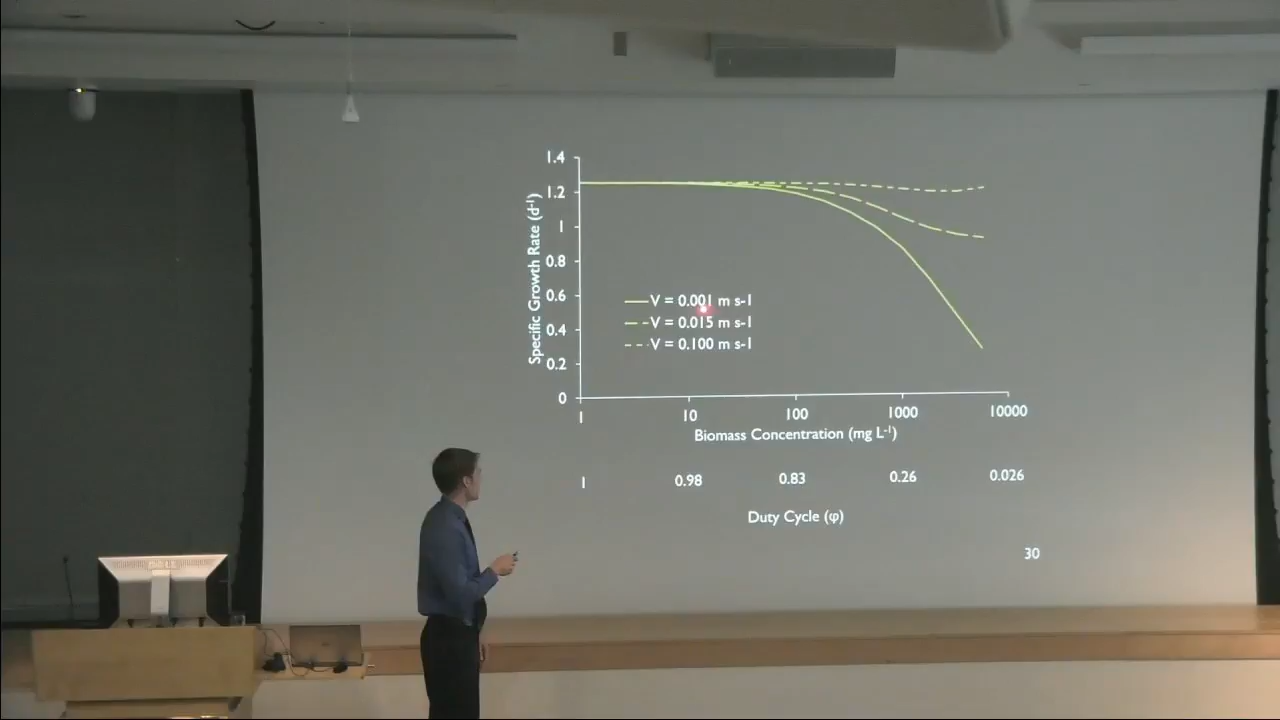 1.4
1.2
1
0.8
0.6
0.4
0.2
0
Specific Growth Rate (d⁻¹)
V = 0.001 m s-1
V = 0.015 m s-1
V = 0.100 m s-1
1 10 100 1000 10000
Biomass Concentration (mg L⁻¹)
1 0.98 0.83 0.26 0.026
Duty Cycle (φ)
30